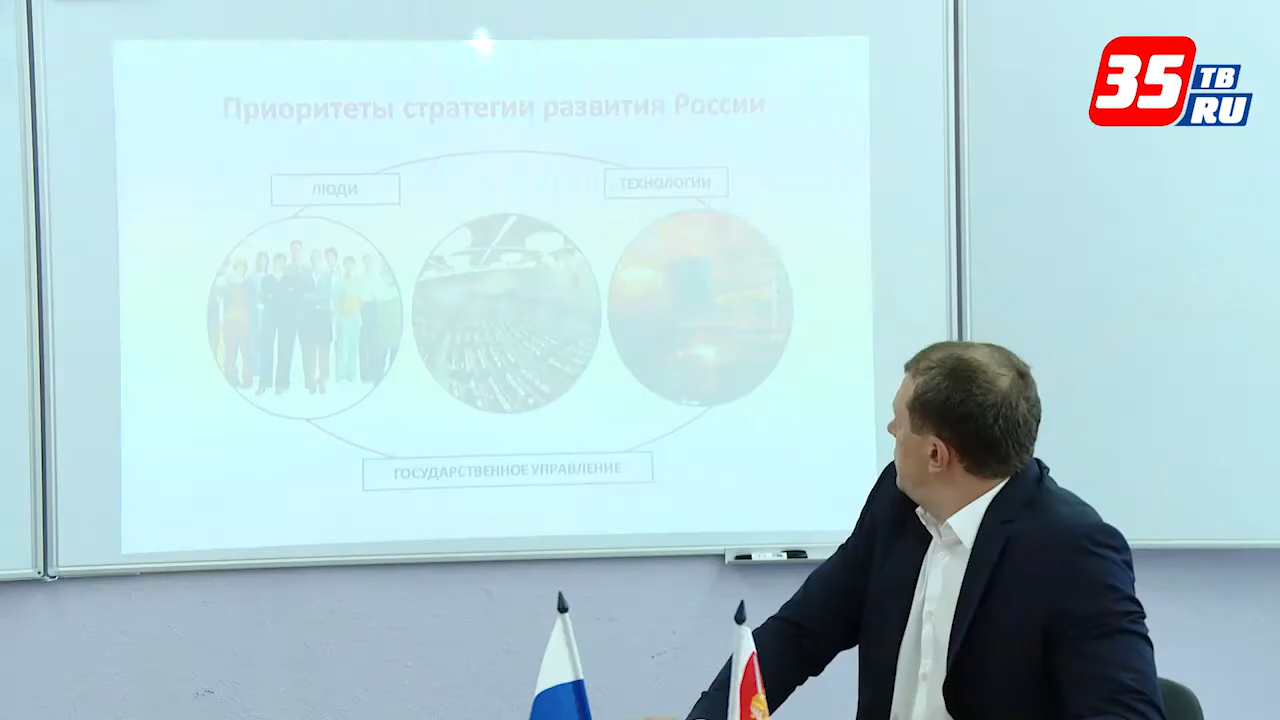 Приоритеты стратегии развития России
ЛЮДИ
ТЕХНОЛОГИИ
ГОСУДАРСТВЕННОЕ УПРАВЛЕНИЕ
35
ТВ
RU